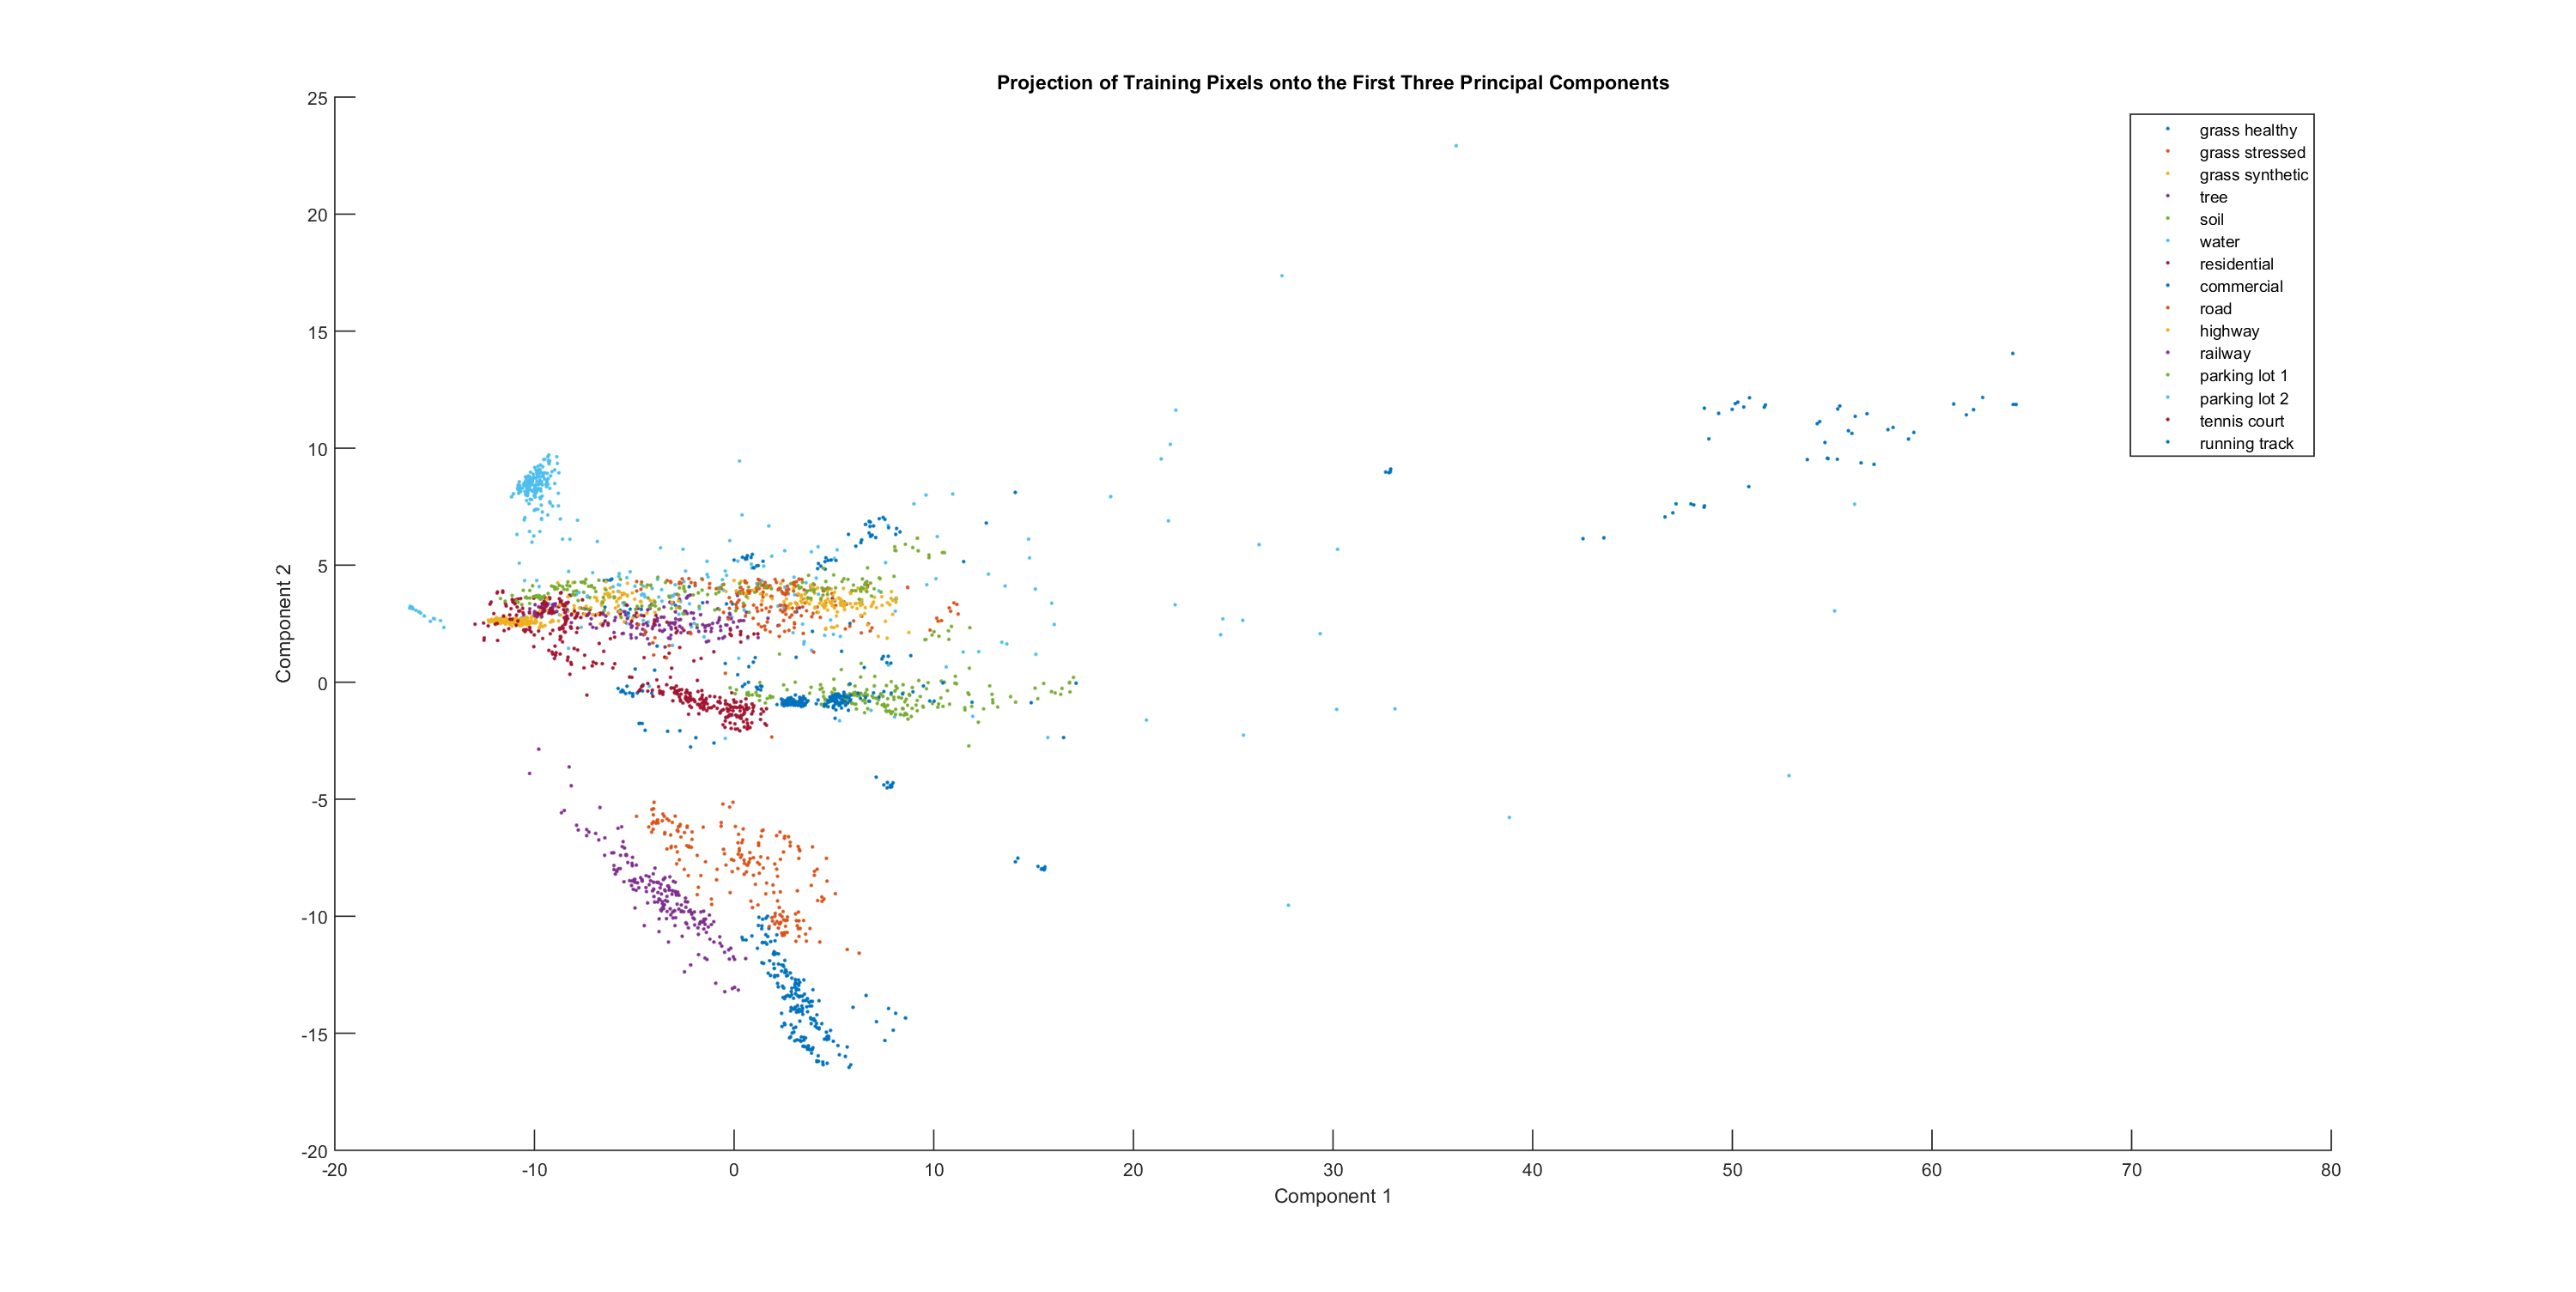 Projection of Training Pixels onto the First Three Principal Components
25
20
15
10
5
0
-5
-10
-15
-20
Component 2
-20 -10 0 10 20 30 40 50 60 70 80
Component 1
grass healthy
grass stressed
grass synthetic
tree
soil
water
residential
commercial
road
highway
railway
parking lot 1
parking lot 2
tennis court
running track